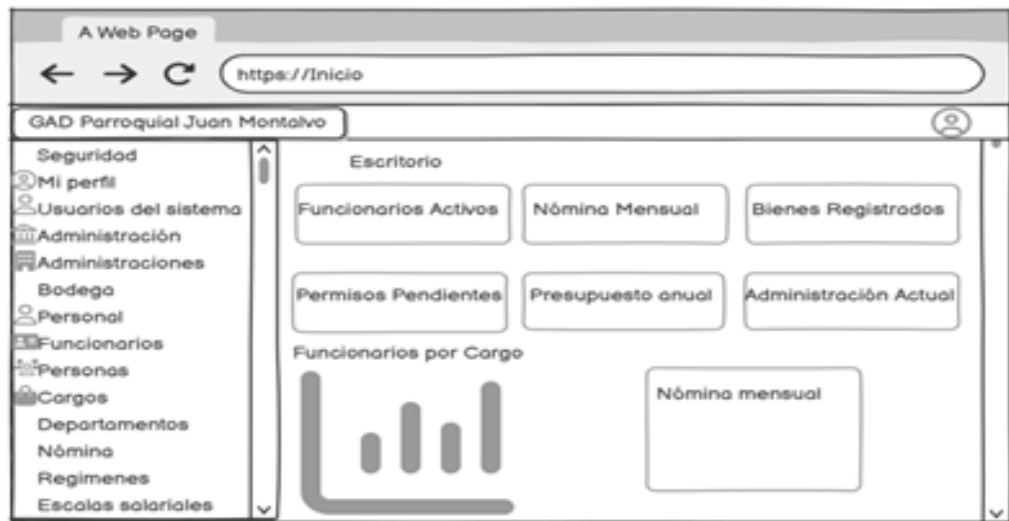 A Web Page
https://Inicio
GAD Parroquial Juan Montalvo
Seguridad
Mi perfil
Usuarios del sistema
Administración
Administraciones
Bodega
Personal
Funcionarios
Personas
Cargos
Departamentos
Nómina
Regimenes
Escalas salariales
Escritorio
Funcionarios Activos
Nómina Mensual
Bienes Registrados
Permisos Pendientes
Presupuesto anual
Administración Actual
Funcionarios por Cargo
Nómina mensual